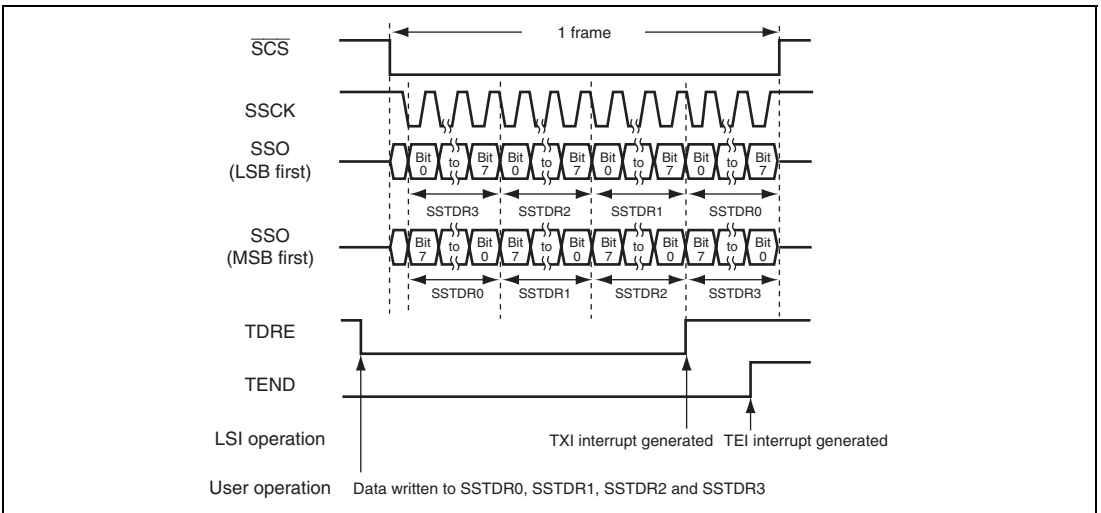 1 frame
SCS
SSCK
SSO
(LSB first)
Bit 0 to Bit 7 Bit 0 to Bit 7 Bit 0 to Bit 7 Bit 0 to Bit 7
SSTDR3 SSTDR2 SSTDR1 SSTDR0
SSO
(MSB first)
Bit 7 to Bit 0 Bit 7 to Bit 0 Bit 7 to Bit 0 Bit 7 to Bit 0
SSTDR0 SSTDR1 SSTDR2 SSTDR3
TDRE
TEND
LSI operation TXI interrupt generated TEI interrupt generated
User operation Data written to SSTDR0, SSTDR1, SSTDR2 and SSTDR3